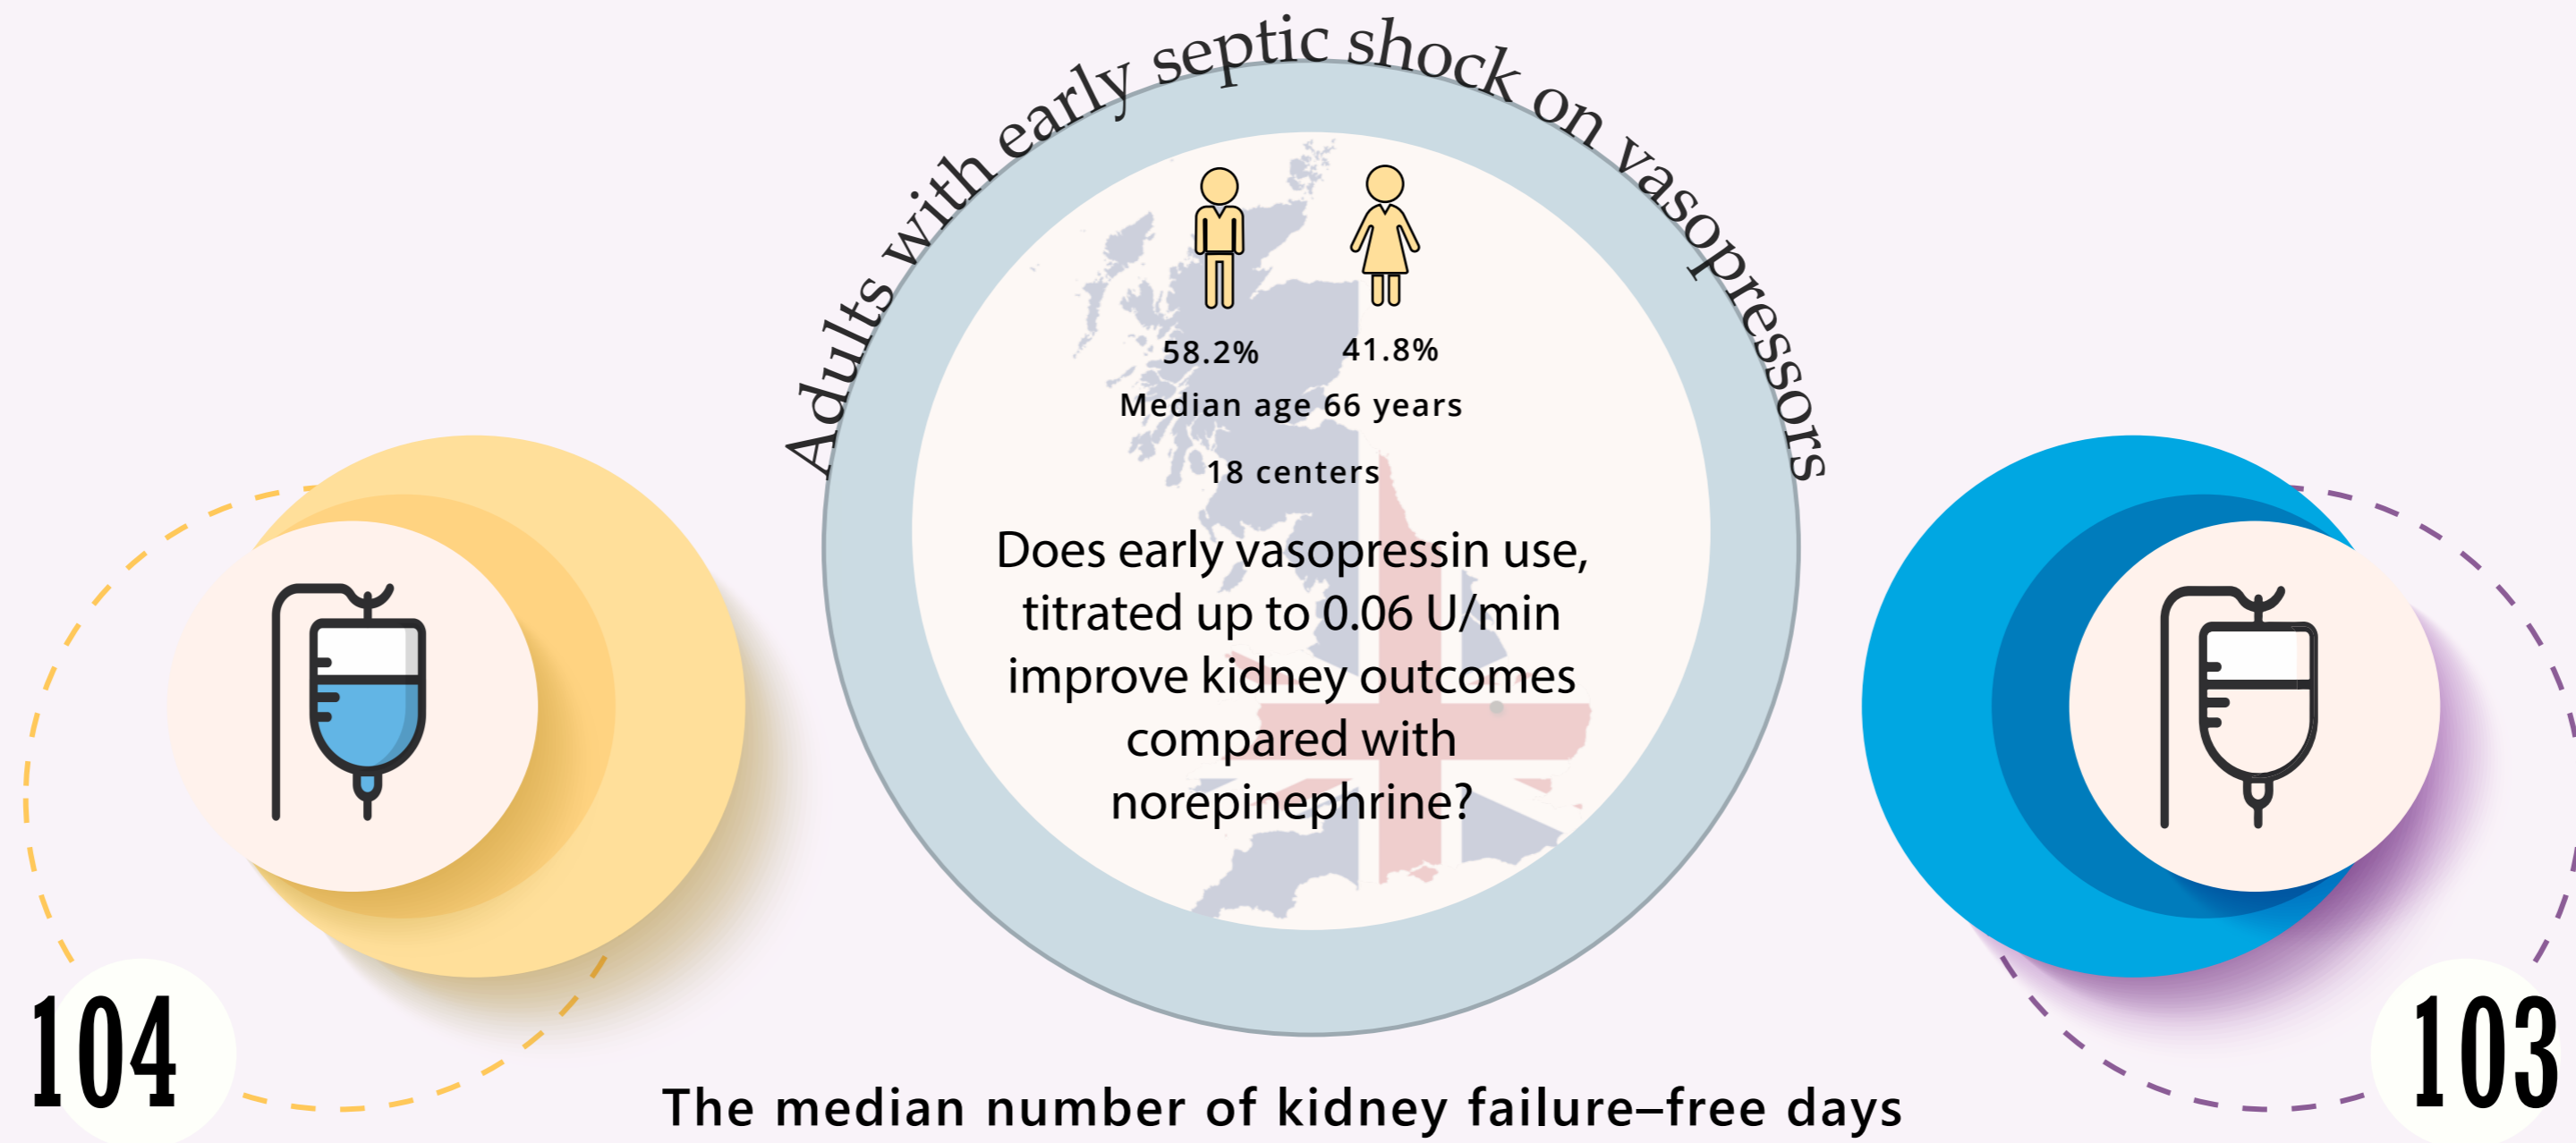 Adults with early septic shock on vasopressors
58.2% 41.8%
Median age 66 years
18 centers
Does early vasopressin use,
titrated up to 0.06 U/min
improve kidney outcomes
compared with
norepinephrine?
104
103
The median number of kidney failure–free days